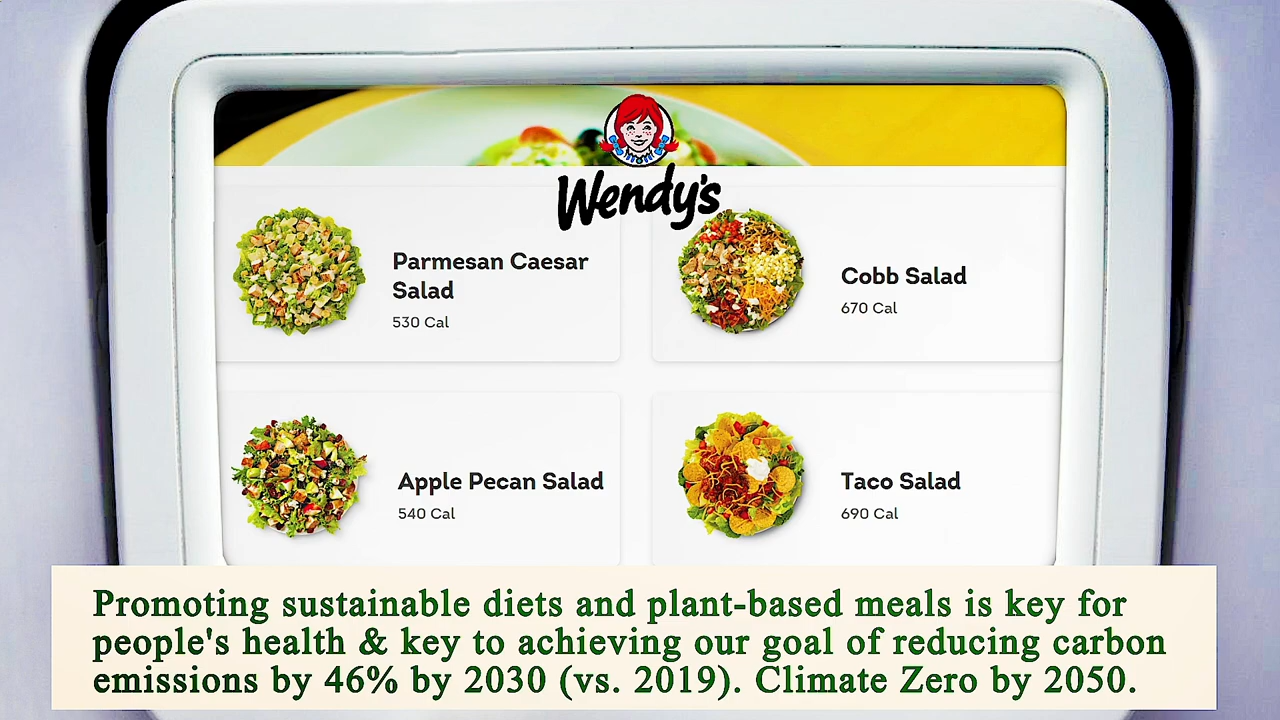 Wendy's
Parmesan Caesar
Salad
530 Cal
Cobb Salad
670 Cal
Apple Pecan Salad
540 Cal
Taco Salad
690 Cal
Promoting sustainable diets and plant-based meals is key for
people's health & key to achieving our goal of reducing carbon
emissions by 46% by 2030 (vs. 2019). Climate Zero by 2050.